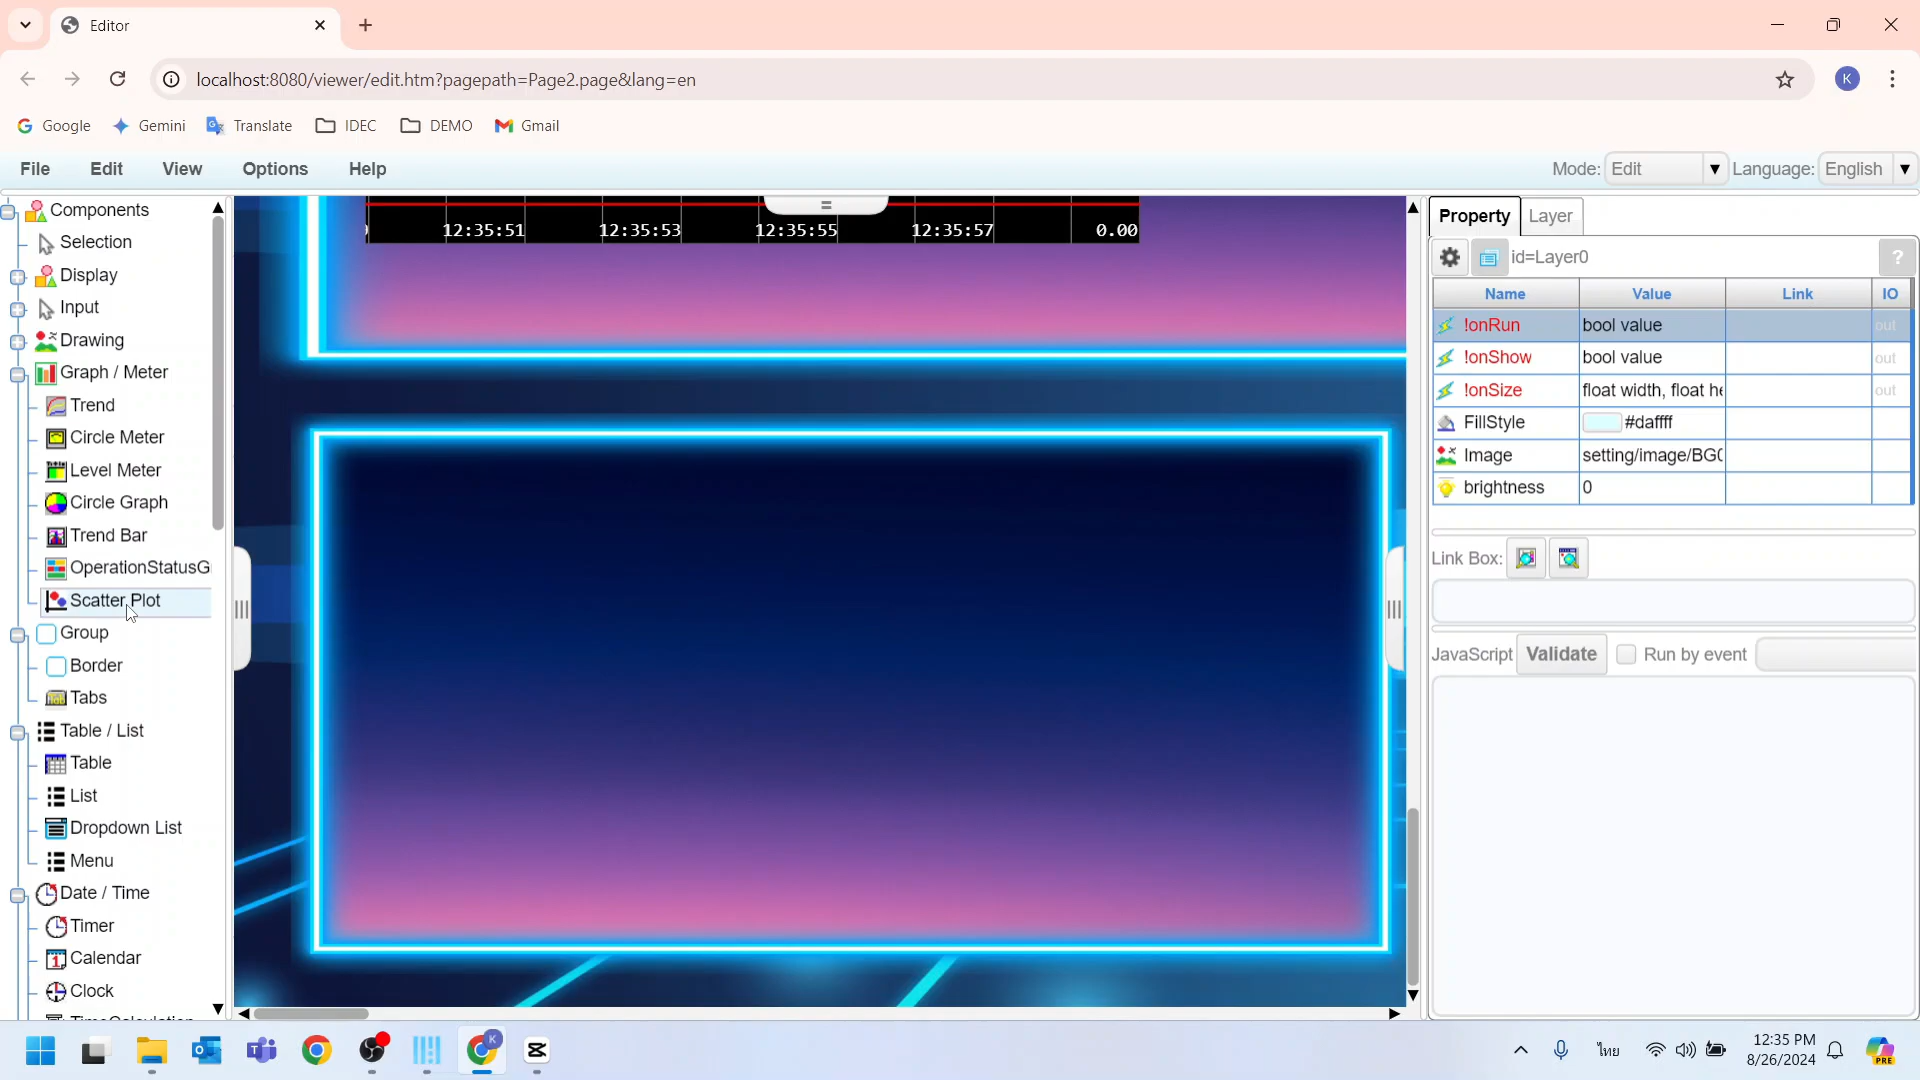 Editor
localhost:8080/viewer/edit.htm?pagepath=Page2.page&lang=en
K
Google Gemini Translate IDEC DEMO Gmail
File Edit View Options Help
Mode: Edit Language: English
Components
Selection
Display
Input
Drawing
Graph / Meter
Trend
Circle Meter
Level Meter
Circle Graph
Trend Bar
OperationStatusG
Scatter Plot
Group
Border
Tabs
Table / List
Table
List
Dropdown List
Menu
Date / Time
Timer
Calendar
Clock
12:35:51 12:35:53 12:35:55 12:35:57 0.00
Property Layer
id=Layer0 ?
Name Value Link IO
!onRun bool value out
!onShow bool value out
!onSize float width, float he out
FillStyle #daffff
Image setting/image/BG0
brightness 0
Link Box:
JavaScript Validate Run by event
ไทย
12:35 PM
8/26/2024
K
PRE